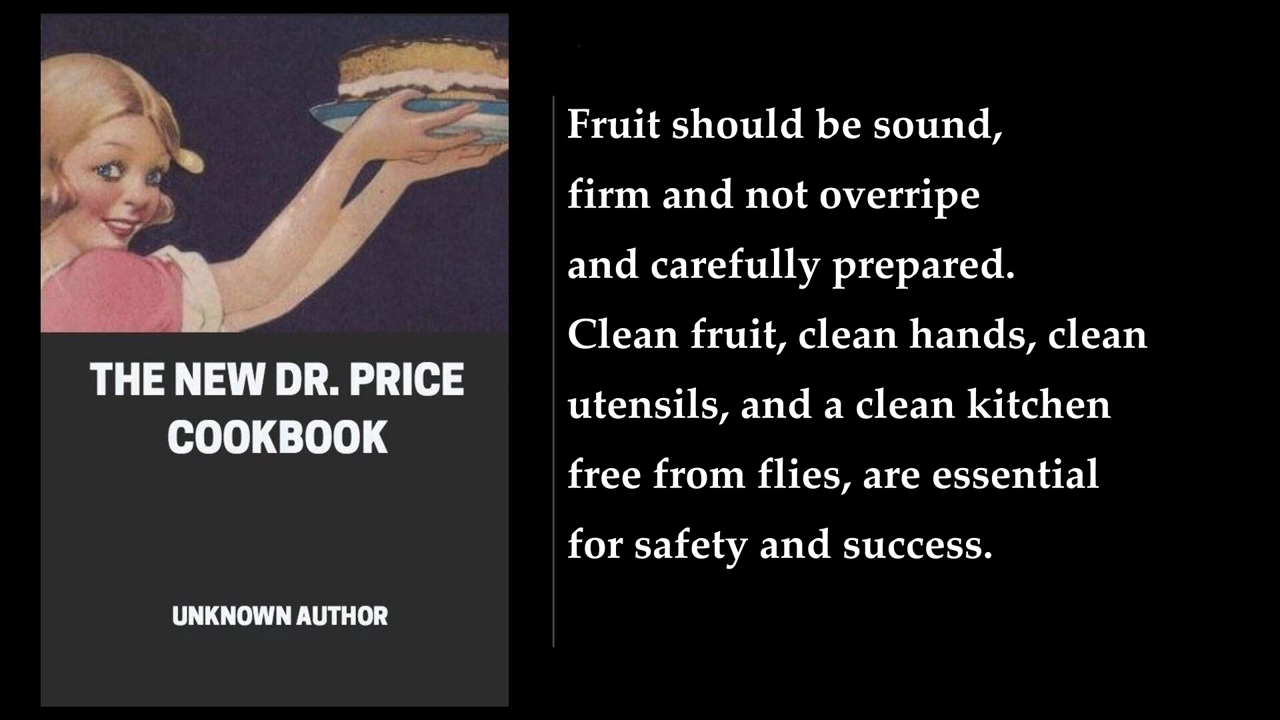 THE NEW DR. PRICE
COOKBOOK
UNKNOWN AUTHOR
Fruit should be sound,
firm and not overripe
and carefully prepared.
Clean fruit, clean hands, clean
utensils, and a clean kitchen
free from flies, are essential
for safety and success.